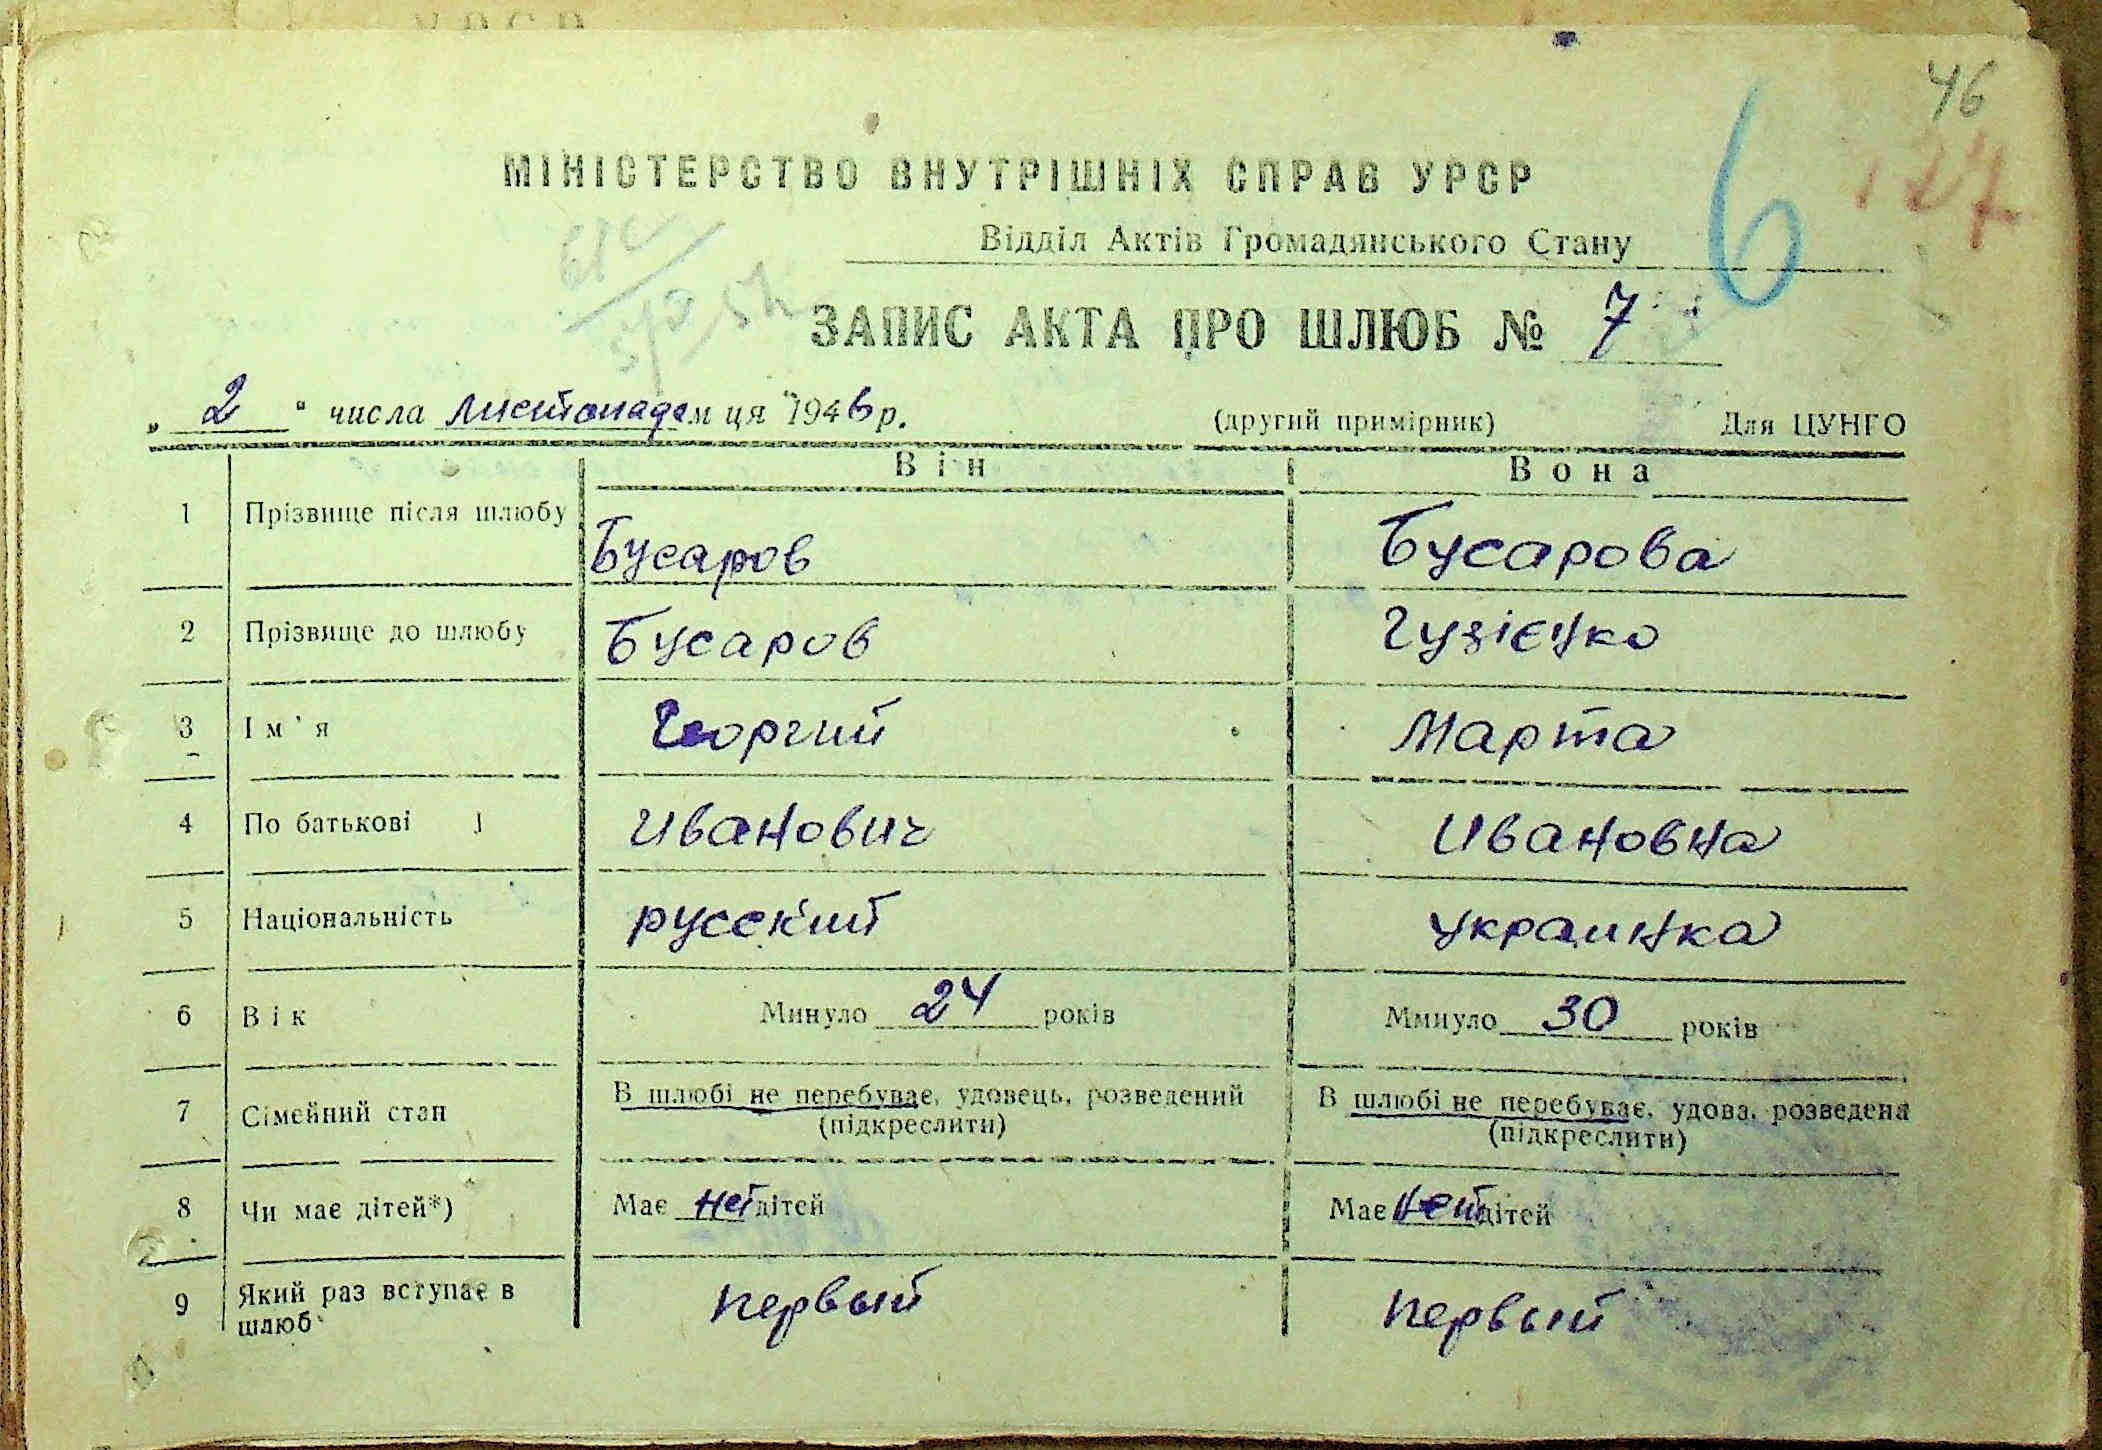 46
6
127
МІНІСТЕРСТВО ВНУТРІШНІХ СПРАВ УРСР
Відділ Актів Громадянського Стану
ЗАПИС АКТА ПРО ШЛЮБ № 7
„ 2 " числа листопада м ця 1946 р. (другий примірник) Для ЦУНГО
Він Вона
1 Прізвище після шлюбу Бусаров Бусарова
2 Прізвище до шлюбу Бусаров Гузієнко
3 Ім'я Георгий Марта
4 По батькові Иванович Ивановна
5 Національність русский украинка
6 Вік Минуло 24 років Минуло 30 років
7 Сімейний стан В шлюбі не перебуває, удовець, розведений В шлюбі не перебуває, удова, розведена
(підкреслити) (підкреслити)
8 Чи має дітей*) Має нет дітей Має нет дітей
9 Який раз вступає в шлюб первый первый